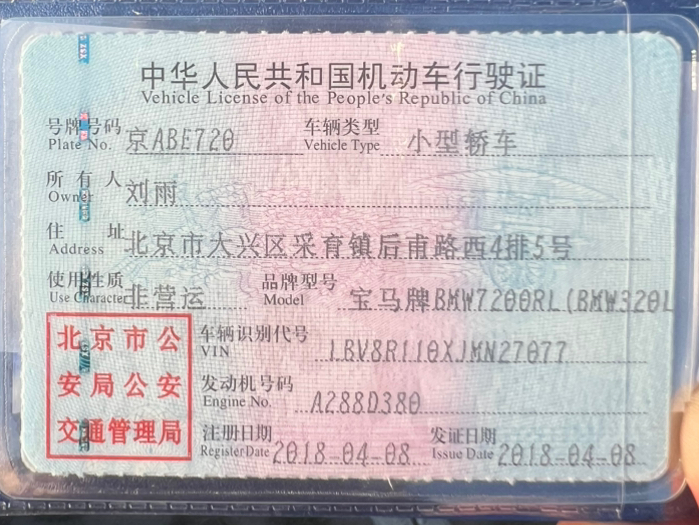 中华人民共和国机动车行驶证
Vehicle License of the People's Republic of China
号牌号码 京ABE720 车辆类型 小型轿车
Plate No. Vehicle Type
所有人 刘雨
Owner
住址 北京市大兴区采育镇后甫路西4排5号
Address
使用性质 非营运 品牌型号 宝马牌BMW7200RL(BMW320L
Use Character Model
北京市公
安局公安
交通管理局
车辆识别代号 LBV8R110XJMN27077
VIN
发动机号码 A288D380
Engine No.
注册日期 2018-04-08 发证日期 2018-04-08
Register Date Issue Date